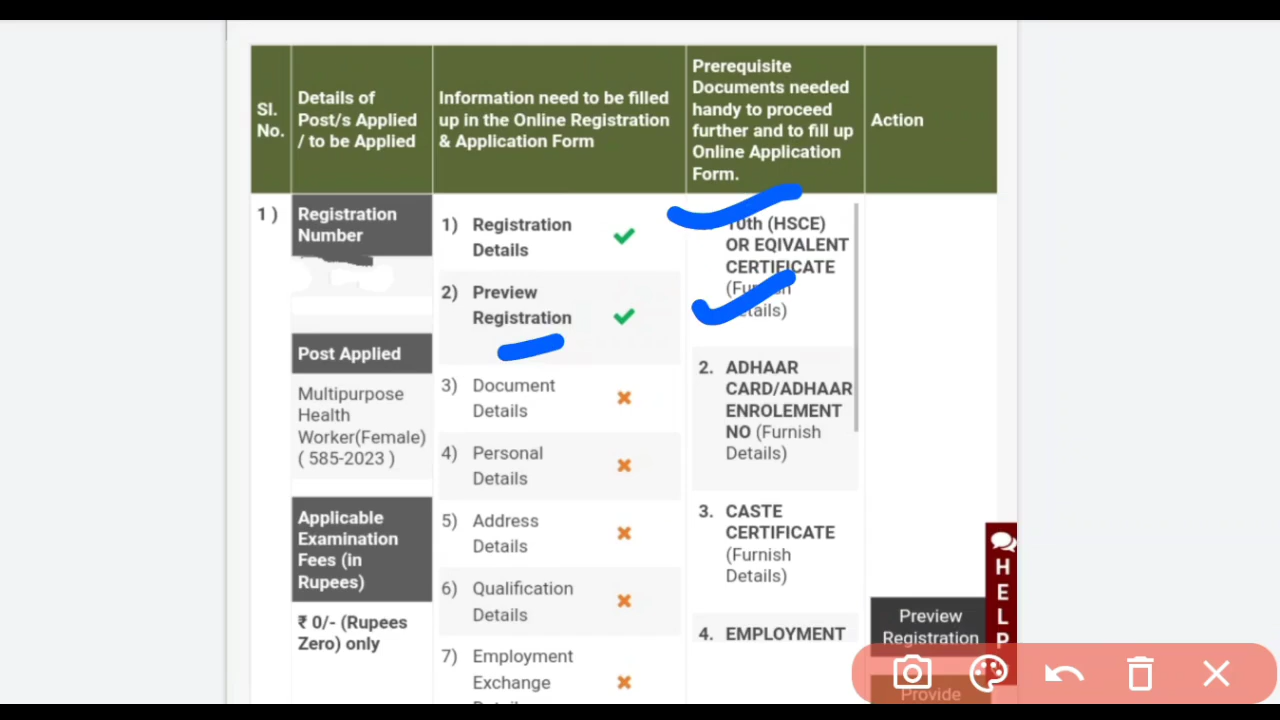 Sl.
No.
Details of
Post/s Applied
/ to be Applied
Information need to be filled
up in the Online Registration
& Application Form
Prerequisite
Documents needed
handy to proceed
further and to fill up
Online Application
Form.
Action
1 )
Registration
Number
Post Applied
Multipurpose
Health
Worker(Female)
( 585-2023 )
Applicable
Examination
Fees (in
Rupees)
₹ 0/- (Rupees
Zero) only
1) Registration
Details
2) Preview
Registration
3) Document
Details
4) Personal
Details
5) Address
Details
6) Qualification
Details
7) Employment
Exchange
10th (HSCE)
OR EQIVALENT
CERTIFICATE
(Furnish
Details)
2. ADHAAR
CARD/ADHAAR
ENROLEMENT
NO (Furnish
Details)
3. CASTE
CERTIFICATE
(Furnish
Details)
4. EMPLOYMENT
Preview
Registration
Provide
HELP